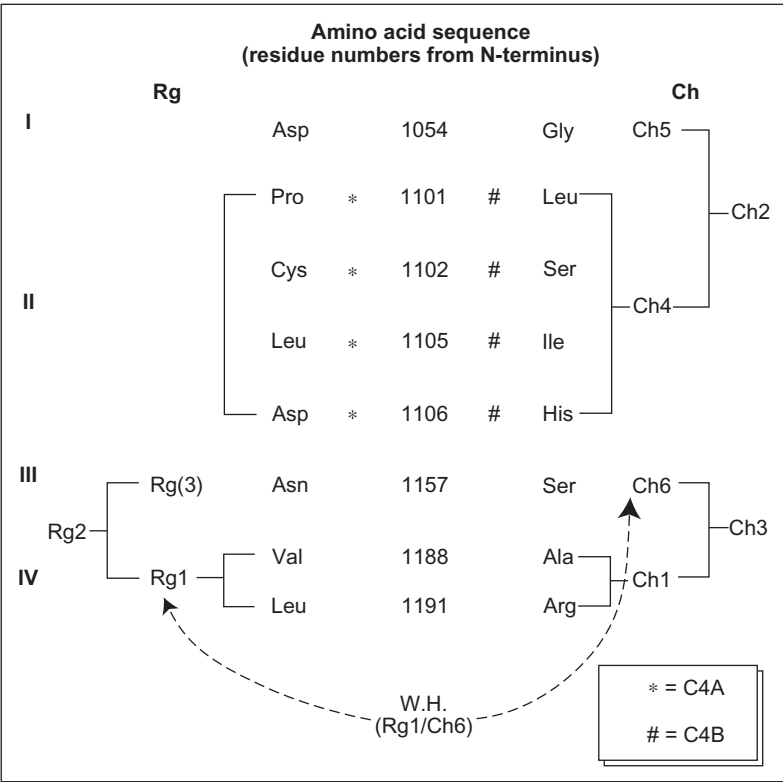 Amino acid sequence
(residue numbers from N-terminus)
Rg Ch
I Asp 1054 Gly Ch5
Pro * 1101 # Leu
Ch2
Cys * 1102 # Ser
II Ch4
Leu * 1105 # Ile
Asp * 1106 # His
III Rg(3) Asn 1157 Ser Ch6
Rg2 Ch3
Val 1188 Ala
IV Rg1 Ch1
Leu 1191 Arg
W.H.
(Rg1/Ch6)
* = C4A
# = C4B